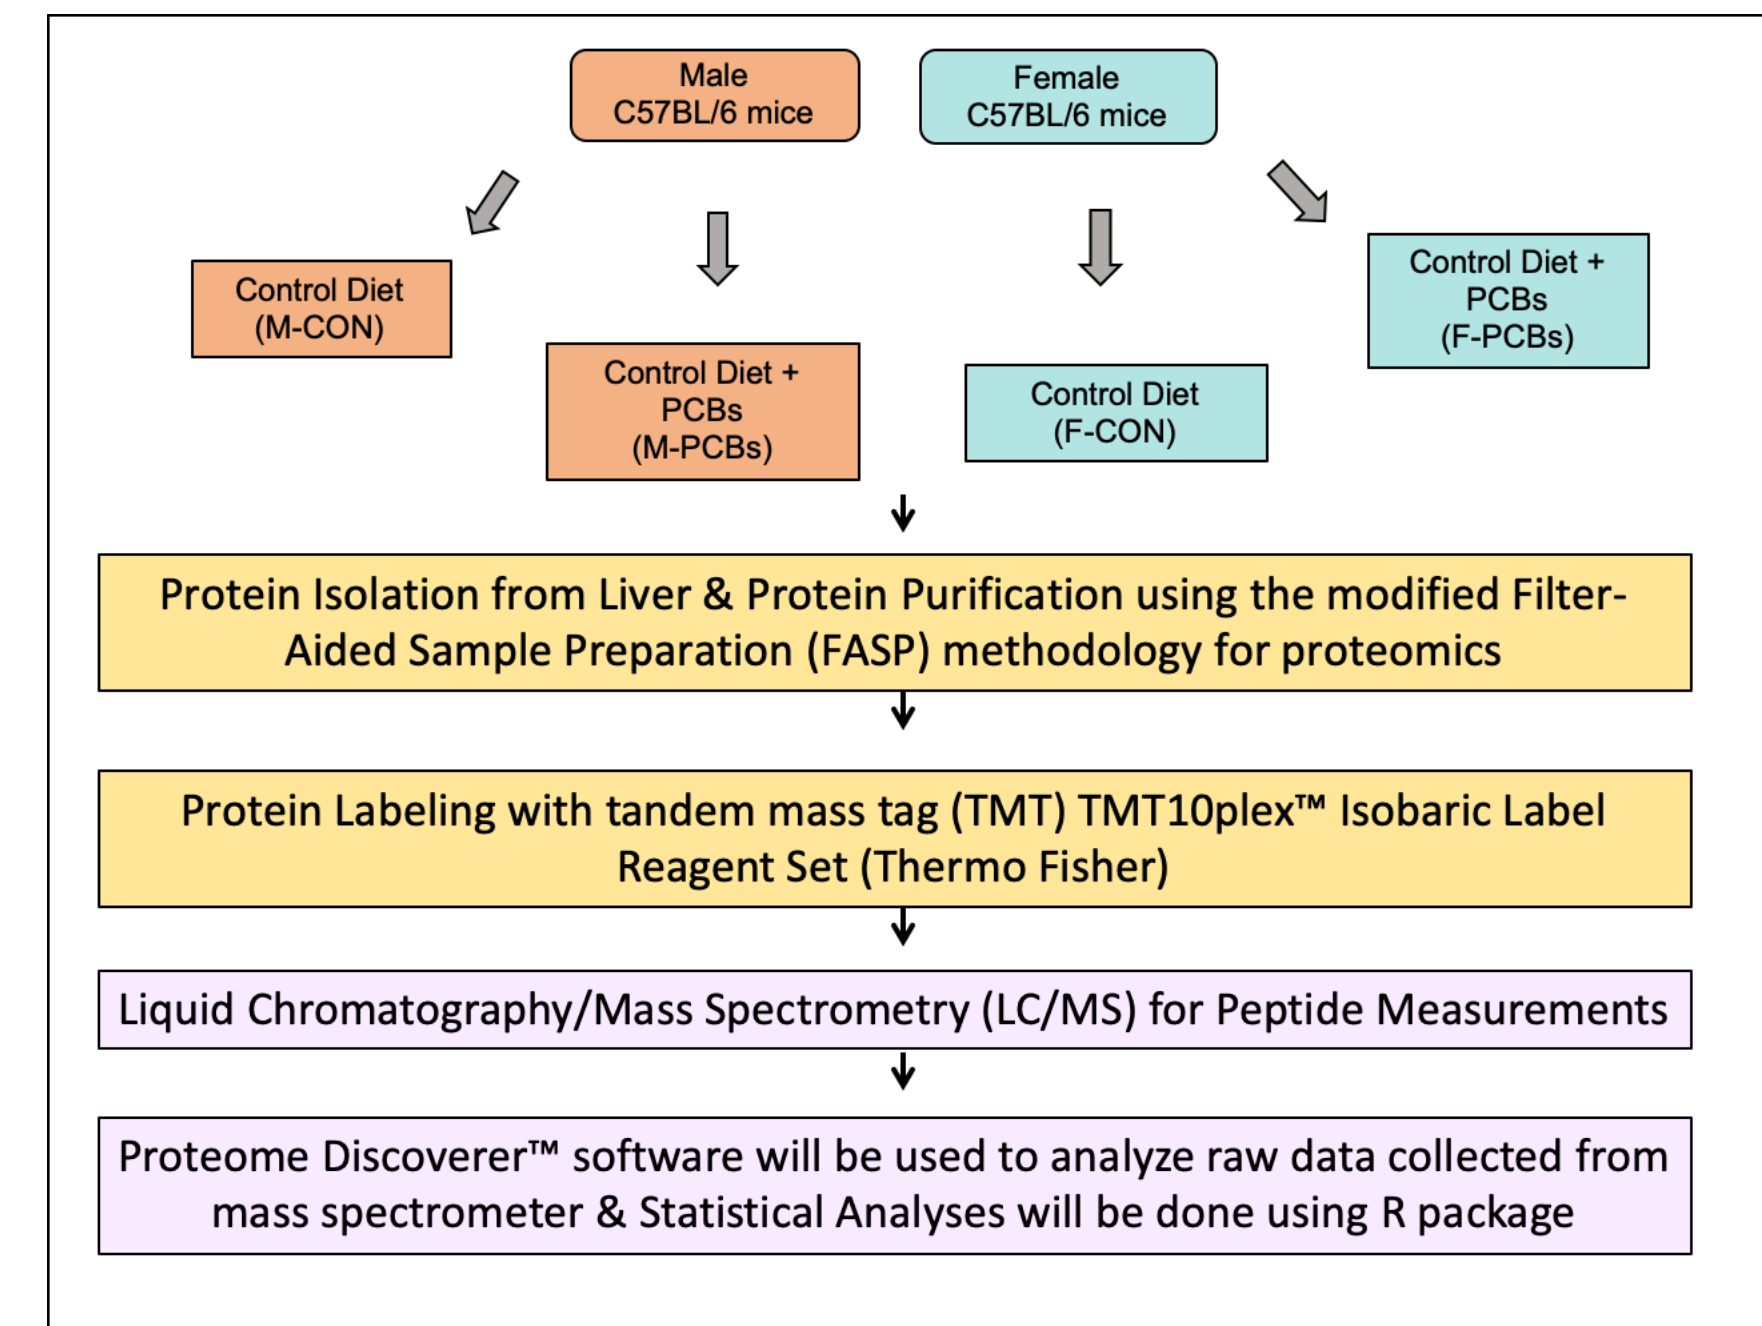 Male
C57BL/6 mice
Female
C57BL/6 mice
Control Diet
(M-CON)
Control Diet +
PCBs
(M-PCBs)
Control Diet
(F-CON)
Control Diet +
PCBs
(F-PCBs)
Protein Isolation from Liver & Protein Purification using the modified Filter-
Aided Sample Preparation (FASP) methodology for proteomics
Protein Labeling with tandem mass tag (TMT) TMT10plex™ Isobaric Label
Reagent Set (Thermo Fisher)
Liquid Chromatography/Mass Spectrometry (LC/MS) for Peptide Measurements
Proteome Discoverer™ software will be used to analyze raw data collected from
mass spectrometer & Statistical Analyses will be done using R package